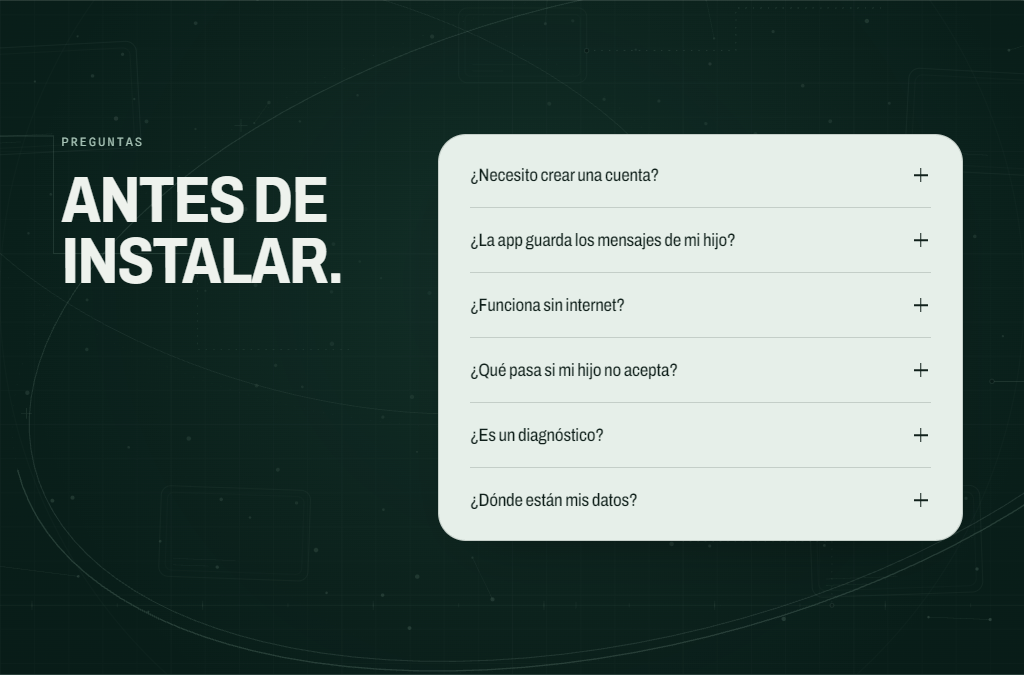 PREGUNTAS
ANTES DE
INSTALAR.
¿Necesito crear una cuenta?
¿La app guarda los mensajes de mi hijo?
¿Funciona sin internet?
¿Qué pasa si mi hijo no acepta?
¿Es un diagnóstico?
¿Dónde están mis datos?